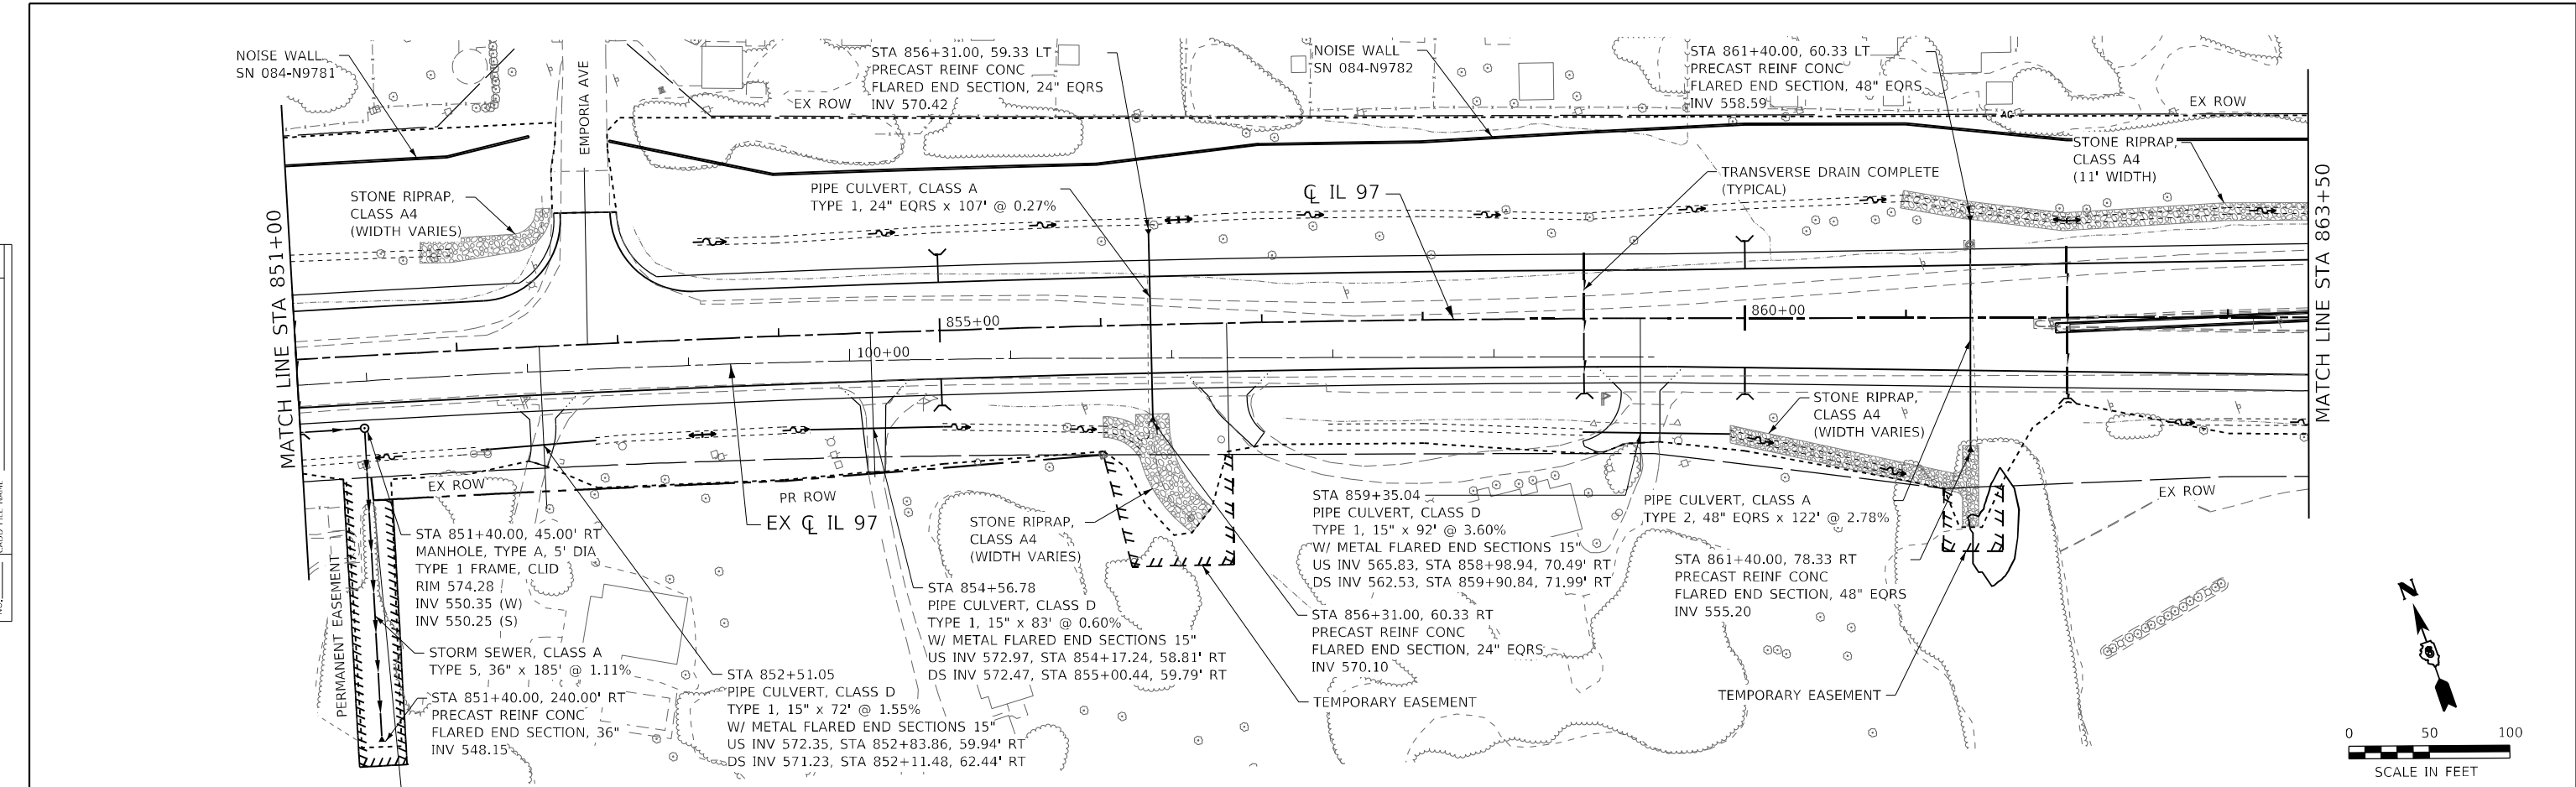 NOISE WALL
SN 084-N9781
EMPORIA AVE
EX ROW
STA 856+31.00, 59.33 LT
PRECAST REINF CONC
FLARED END SECTION, 24" EQRS
INV 570.42
NOISE WALL
SN 084-N9782
STA 861+40.00, 60.33 LT
PRECAST REINF CONC
FLARED END SECTION, 48" EQRS
INV 558.59
EX ROW
AC
STONE RIPRAP,
CLASS A4
(11' WIDTH)
STONE RIPRAP,
CLASS A4
(WIDTH VARIES)
PIPE CULVERT, CLASS A
TYPE 1, 24" EQRS x 107' @ 0.27%
℄ IL 97
TRANSVERSE DRAIN COMPLETE
(TYPICAL)
MATCH LINE STA 851+00
MATCH LINE STA 863+50
855+00
860+00
100+00
STONE RIPRAP,
CLASS A4
(WIDTH VARIES)
EX ROW
PR ROW
EX ℄ IL 97
STONE RIPRAP,
CLASS A4
(WIDTH VARIES)
EX ROW
PERMANENT EASEMENT
STA 851+40.00, 45.00' RT
MANHOLE, TYPE A, 5' DIA
TYPE 1 FRAME, CLID
RIM 574.28
INV 550.35 (W)
INV 550.25 (S)
STORM SEWER, CLASS A
TYPE 5, 36" x 185' @ 1.11%
STA 851+40.00, 240.00' RT
PRECAST REINF CONC
FLARED END SECTION, 36"
INV 548.15
STA 852+51.05
PIPE CULVERT, CLASS D
TYPE 1, 15" x 72' @ 1.55%
W/ METAL FLARED END SECTIONS 15"
US INV 572.35, STA 852+83.86, 59.94' RT
DS INV 571.23, STA 852+11.48, 62.44' RT
STA 854+56.78
PIPE CULVERT, CLASS D
TYPE 1, 15" x 83' @ 0.60%
W/ METAL FLARED END SECTIONS 15"
US INV 572.97, STA 854+17.24, 58.81' RT
DS INV 572.47, STA 855+00.44, 59.79' RT
STA 859+35.04
PIPE CULVERT, CLASS D
TYPE 1, 15" x 92' @ 3.60%
W/ METAL FLARED END SECTIONS 15"
US INV 565.83, STA 858+98.94, 70.49' RT
DS INV 562.53, STA 859+90.84, 71.99' RT
STA 856+31.00, 60.33 RT
PRECAST REINF CONC
FLARED END SECTION, 24" EQRS
INV 570.10
TEMPORARY EASEMENT
PIPE CULVERT, CLASS A
TYPE 2, 48" EQRS x 122' @ 2.78%
STA 861+40.00, 78.33 RT
PRECAST REINF CONC
FLARED END SECTION, 48" EQRS
INV 555.20
TEMPORARY EASEMENT
N
0 50 100
SCALE IN FEET